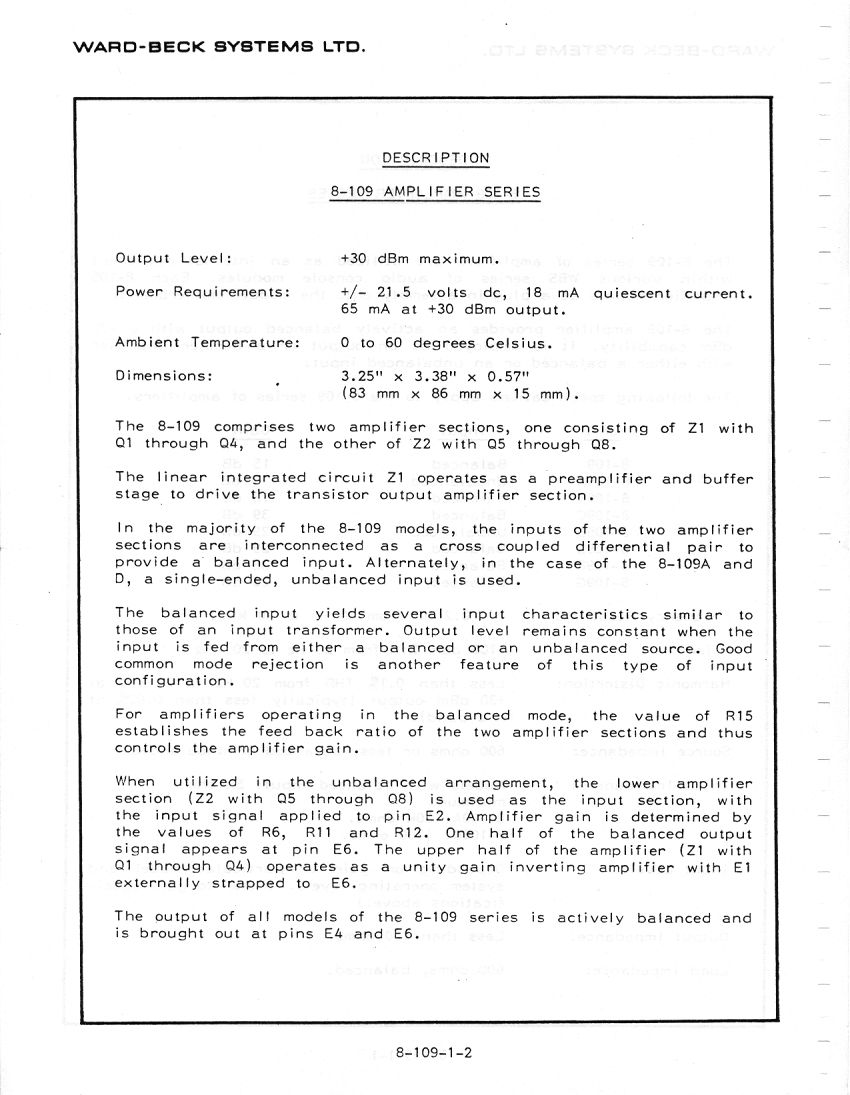 WARD-BECK SYSTEMS LTD.
DESCRIPTION
8-109 AMPLIFIER SERIES
Output Level: +30 dBm maximum.
Power Requirements: +/- 21.5 volts dc, 18 mA quiescent current.
65 mA at +30 dBm output.
Ambient Temperature: 0 to 60 degrees Celsius.
Dimensions: 3.25" x 3.38" x 0.57"
(83 mm x 86 mm x 15 mm).
The 8-109 comprises two amplifier sections, one consisting of Z1 with
Q1 through Q4, and the other of Z2 with Q5 through Q8.
The linear integrated circuit Z1 operates as a preamplifier and buffer
stage to drive the transistor output amplifier section.
In the majority of the 8-109 models, the inputs of the two amplifier
sections are interconnected as a cross coupled differential pair to
provide a balanced input. Alternately, in the case of the 8-109A and
D, a single-ended, unbalanced input is used.
The balanced input yields several input characteristics similar to
those of an input transformer. Output level remains constant when the
input is fed from either a balanced or an unbalanced source. Good
common mode rejection is another feature of this type of input
configuration.
For amplifiers operating in the balanced mode, the value of R15
establishes the feed back ratio of the two amplifier sections and thus
controls the amplifier gain.
When utilized in the unbalanced arrangement, the lower amplifier
section (Z2 with Q5 through Q8) is used as the input section, with
the input signal applied to pin E2. Amplifier gain is determined by
the values of R6, R11 and R12. One half of the balanced output
signal appears at pin E6. The upper half of the amplifier (Z1 with
Q1 through Q4) operates as a unity gain inverting amplifier with E1
externally strapped to E6.
The output of all models of the 8-109 series is actively balanced and
is brought out at pins E4 and E6.
8-109-1-2